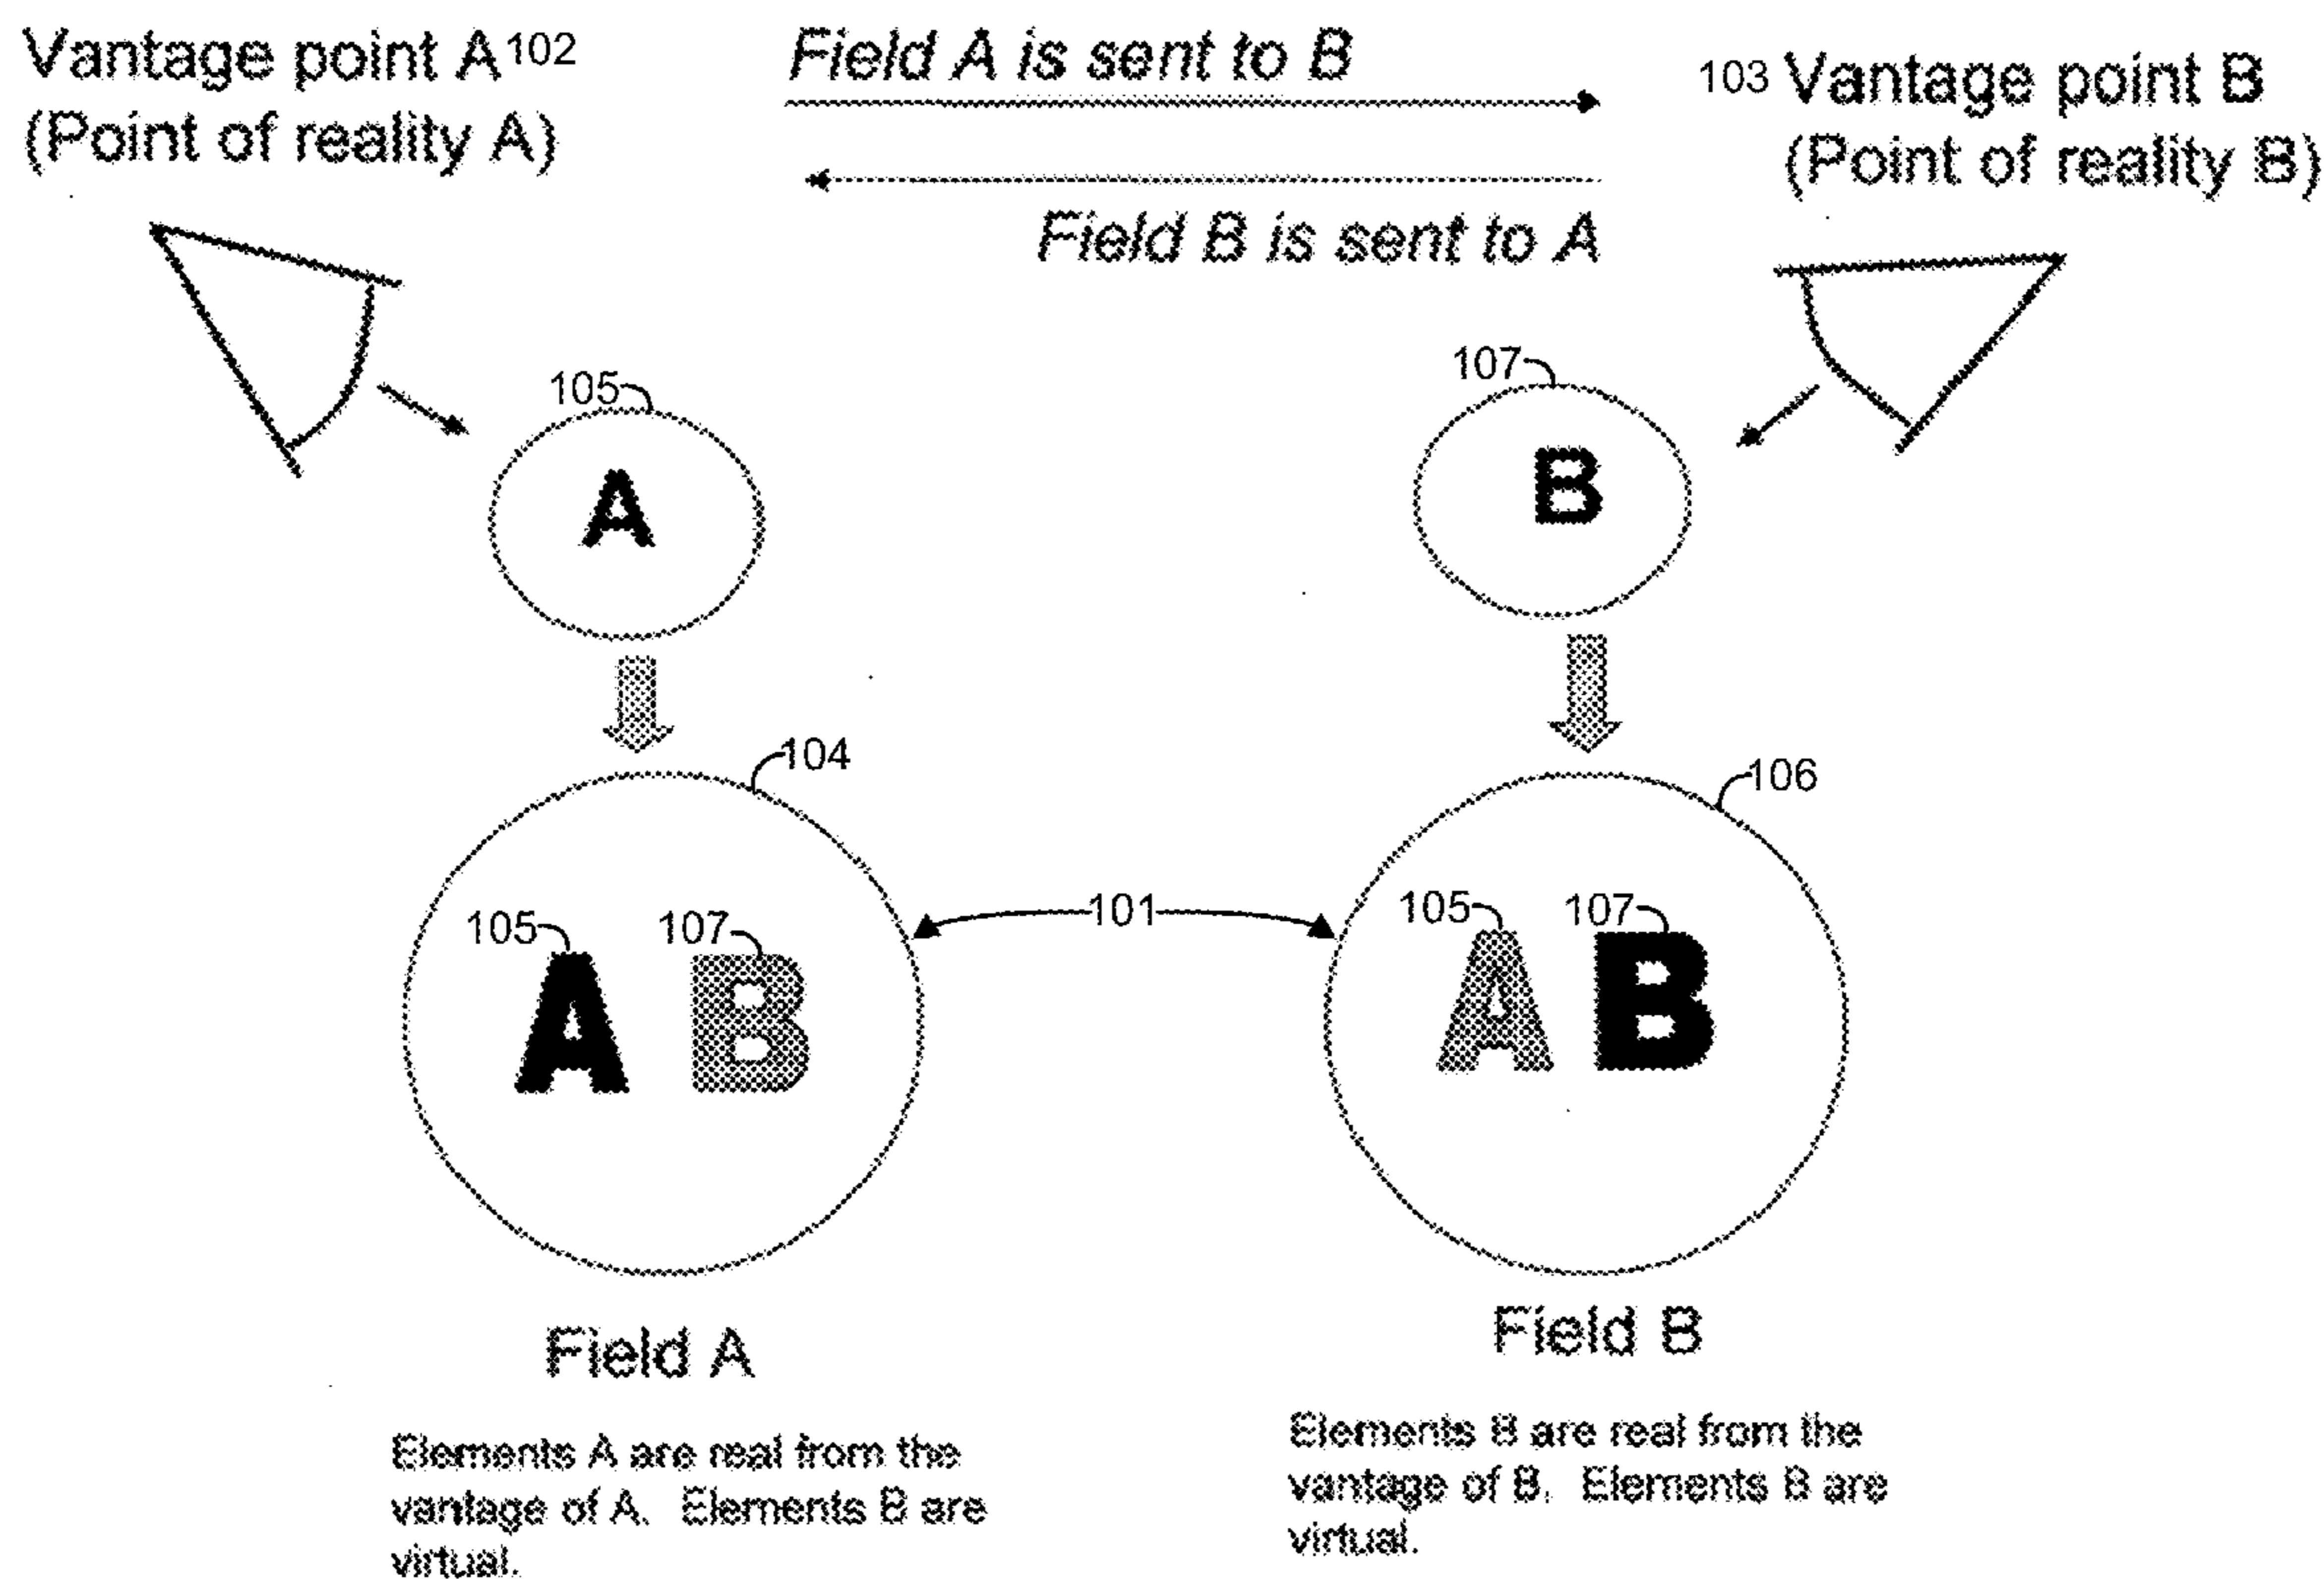 Vantage point A 102
(Point of reality A)
Field A is sent to B
Field B is sent to A
103 Vantage point B
(Point of reality B)
105
A
107
B
104
105 107
A B
101
106
105 107
A B
Field A
Elements A are real from the
vantage of A. Elements B are
virtual.
Field B
Elements B are real from the
vantage of B. Elements B are
virtual.